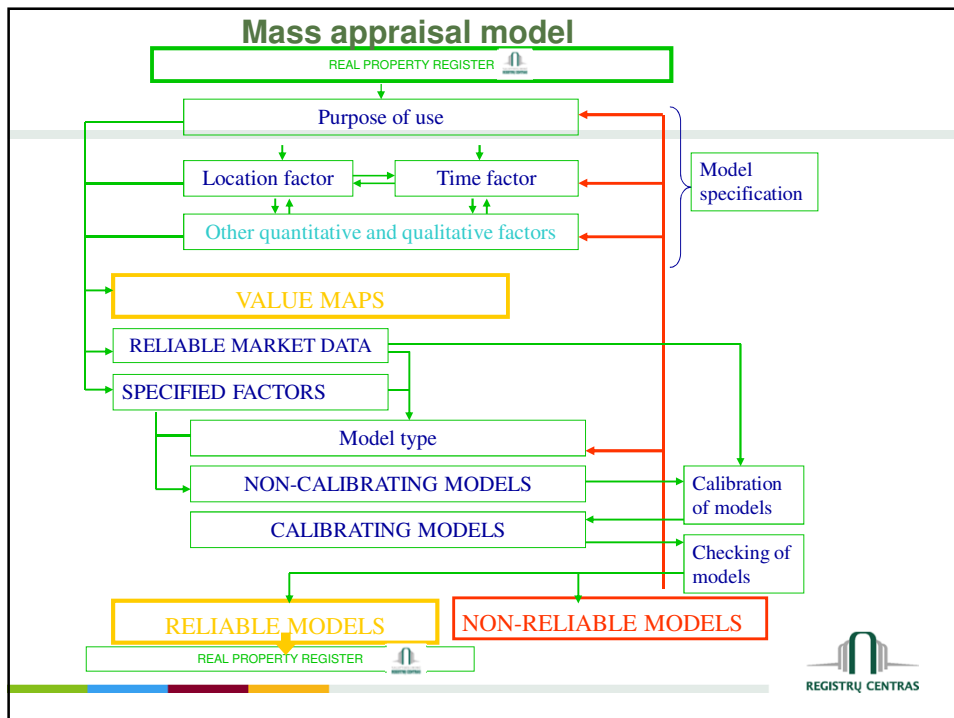 Mass appraisal model
REAL PROPERTY REGISTER
Purpose of use
Location factor
Time factor
Model
specification
Other quantitative and qualitative factors
VALUE MAPS
RELIABLE MARKET DATA
SPECIFIED FACTORS
Model type
NON-CALIBRATING MODELS
Calibration
of models
CALIBRATING MODELS
Checking of
models
RELIABLE MODELS
NON-RELIABLE MODELS
REAL PROPERTY REGISTER
REGISTRŲ CENTRAS